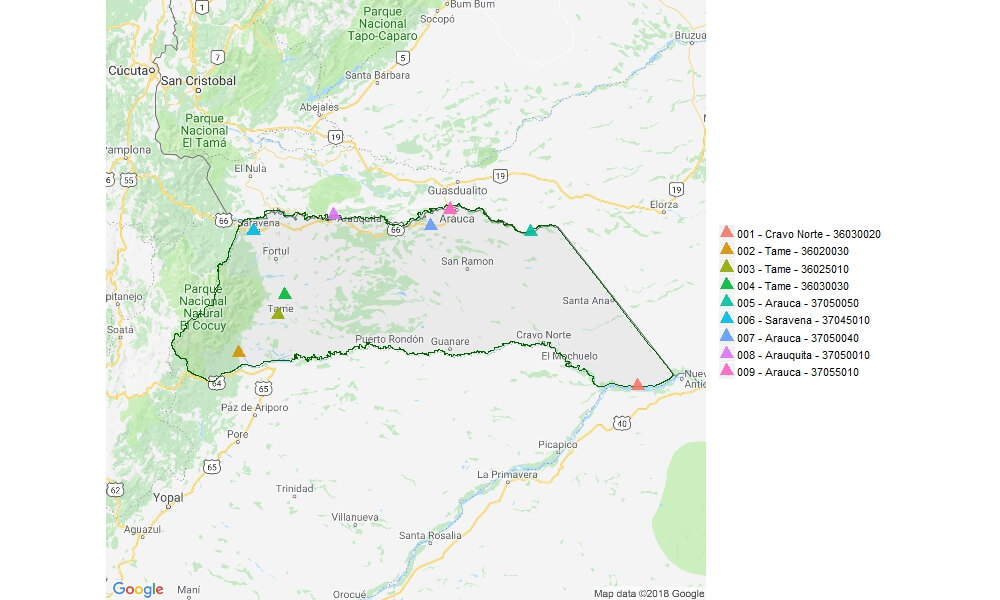 1
Bum Bum
Parque
Nacional
Tapo-Caparo
Socopó
Bruzua
7
5
Cúcuta
San Cristobal
Santa Bárbara
Abejales
Parque
Nacional
El Tamá
19
Pamplona
El Nula
55
19
Guasdualito
19
Elorza
66
Saravena
Arauquita
66
Arauca
Fortul
San Ramon
Santa Ana
Parque
Nacional
Natural
El Cocuy
pitanejo
Tame
Soatá
Puerto Rondón
Guanare
Cravo Norte
El Mochuelo
64
65
Nuev
Antio
Paz de Ariporo
40
Pore
Picapico
65
La Primavera
62
Yopal
Trinidad
Villanueva
Aguazul
Santa Rosalia
Google
Maní
Orocué
Map data ©2018 Google
001 - Cravo Norte - 36030020
002 - Tame - 36020030
003 - Tame - 36025010
004 - Tame - 36030030
005 - Arauca - 37050050
006 - Saravena - 37045010
007 - Arauca - 37050040
008 - Arauquita - 37050010
009 - Arauca - 37055010